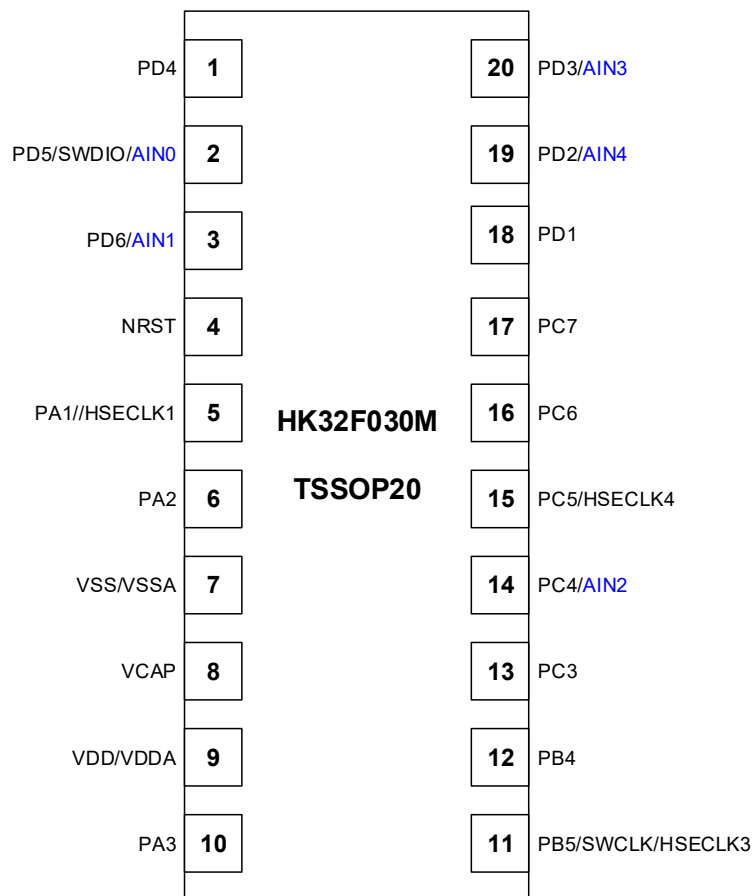 PD4 1 20 PD3/AIN3
PD5/SWDIO/AIN0 2 19 PD2/AIN4
PD6/AIN1 3 18 PD1
NRST 4 17 PC7
PA1//HSECLK1 5 16 PC6
HK32F030M
PA2 6 15 PC5/HSECLK4
TSSOP20
VSS/VSSA 7 14 PC4/AIN2
VCAP 8 13 PC3
VDD/VDDA 9 12 PB4
PA3 10 11 PB5/SWCLK/HSECLK3